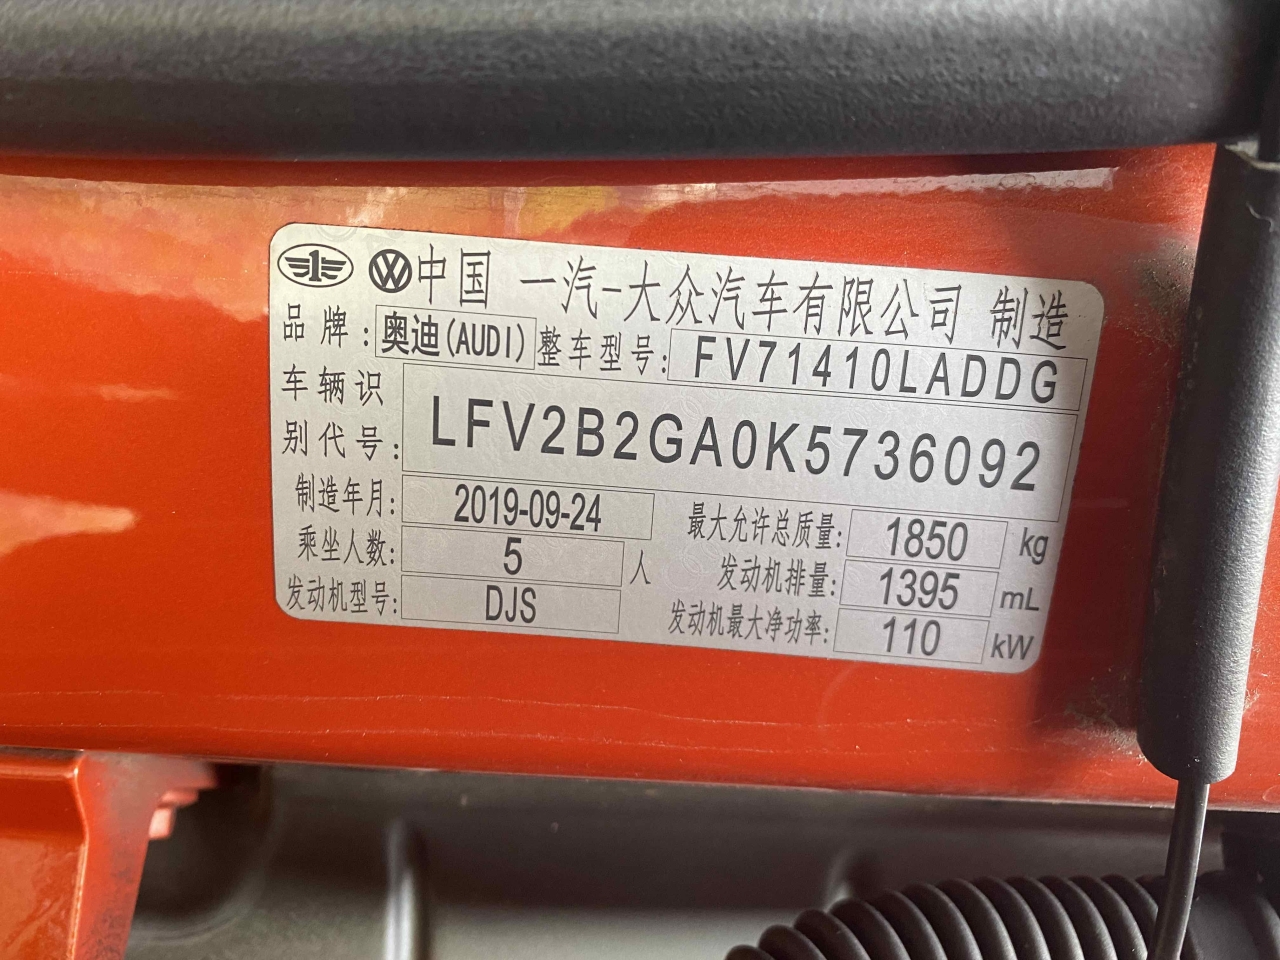 中国 一汽-大众汽车有限公司 制造
品牌: 奥迪(AUDI) 整车型号: FV71410LADDG
车辆识
别代号: LFV2B2GA0K5736092
制造年月: 2019-09-24 最大允许总质量: 1850 kg
乘坐人数: 5 人 发动机排量: 1395 mL
发动机型号: DJS 发动机最大净功率: 110 kW